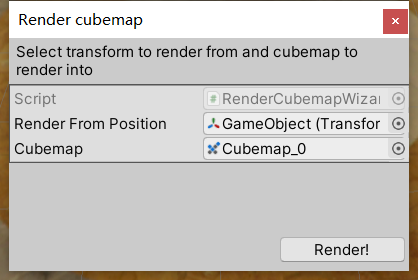 Render cubemap
Select transform to render from and cubemap to
render into
Script
RenderCubemapWiza
Render From Position
GameObject (Transfor
Cubemap
Cubemap_0
Render!